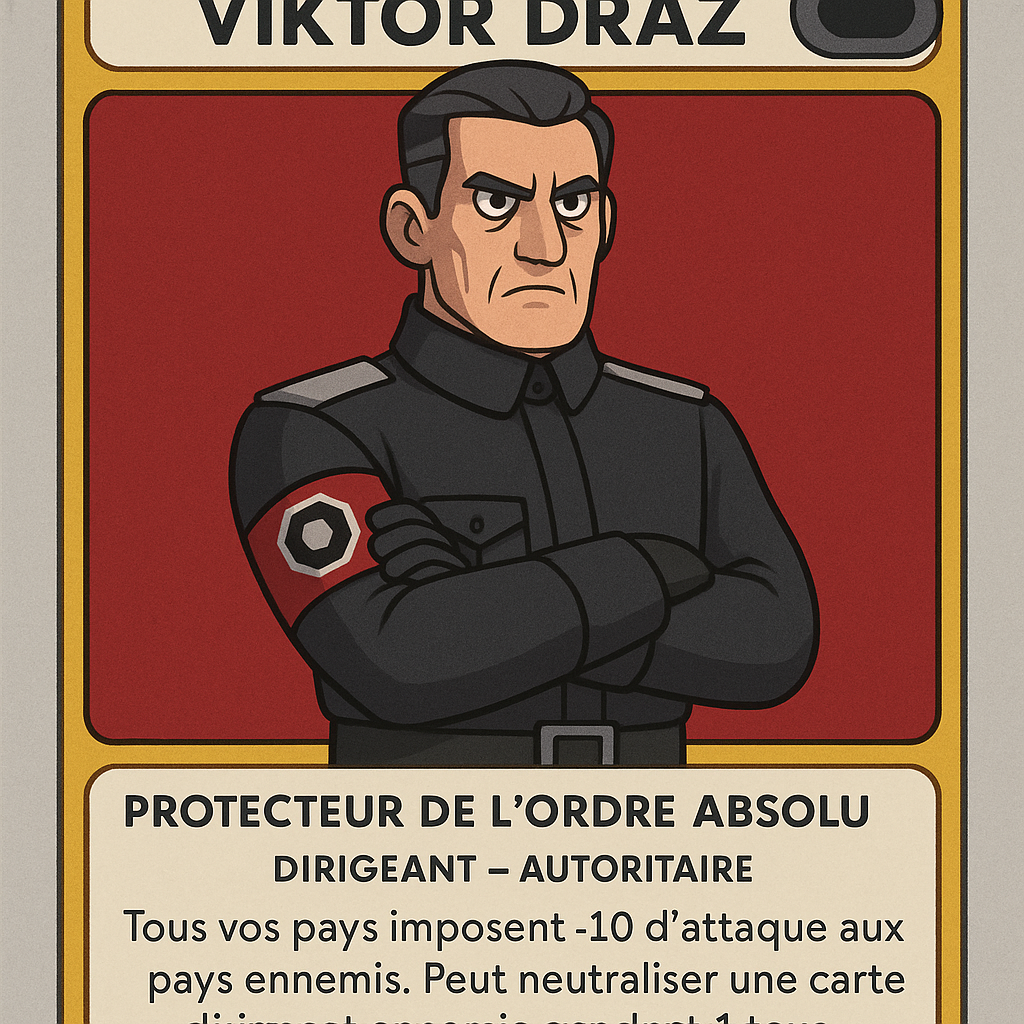 VIKTOR DRAZ
PROTECTEUR DE L'ORDRE ABSOLU
DIRIGEANT – AUTORITAIRE
Tous vos pays imposent -10 d'attaque aux
pays ennemis. Peut neutraliser une carte